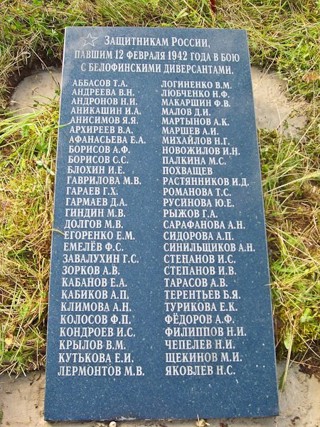 Защитникам России,
павшим 12 февраля 1942 года в бою
с белофинскими диверсантами.
Аббасов Т.А.
Андреева В.Н.
Андронов Н.И.
Аникашин И.А.
Анисимов Я.Я.
Архиреев В.А.
Афанасьева Е.А.
Борисов А.Ф.
Борисов С.С.
Блохин И.Е.
Гаврилова М.В.
Гараев Г.Х.
Гармаев Д.А.
Гиндин М.В.
Долгов М.В.
Егоренко Е.М.
Емелёв Ф.С.
Завалухин Г.С.
Зорков А.В.
Кабанов Е.А.
Кабиков А.П.
Климова А.Н.
Колосов Ф.П.
Кондроев И.С.
Крылов В.М.
Кутькова Е.И.
Лермонтов М.В.
Логиненко В.М.
Любченко Н.Ф.
Макаршин Ф.В.
Малов Д.И.
Мартынов А.К.
Маршев А.И.
Михайлов Н.Г.
Новожилов И.Н.
Палкина М.С.
Похващев
Растянников И.Д.
Романова Т.С.
Русинова Ю.Е.
Рыжов Г.А.
Сарафанова А.Н.
Сидорова А.П.
Синильщиков А.Н.
Стенанов И.С.
Степанов И.В.
Тарасов А.В.
Терентьев Б.Я.
Турикова Е.К.
Фёдоров А.Ф.
Филиппов Н.И.
Чепелев Н.И.
Щекинов М.И.
Яковлев Н.С.